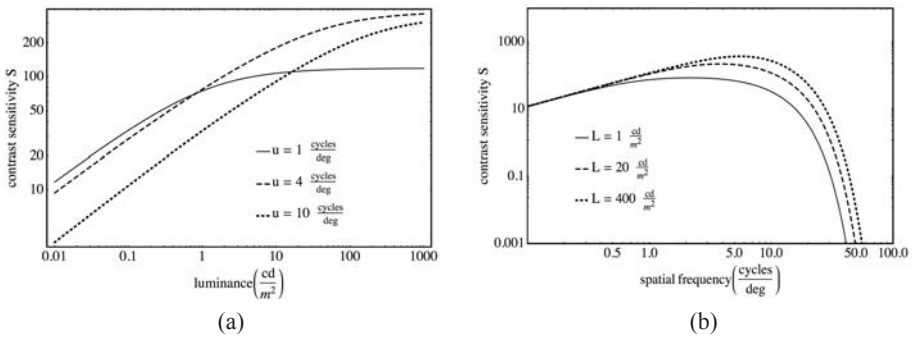 contrast sensitivity S
200
100
50
20
10
u = 1 cycles/deg
u = 4 cycles/deg
u = 10 cycles/deg
0.01 0.1 1 10 100 1000
luminance(cd/m²)
(a)
contrast sensitivity S
1000
10
0.1
0.001
L = 1 cd/m²
L = 20 cd/m²
L = 400 cd/m²
0.5 1.0 5.0 10.0 50.0 100.0
spatial frequency(cycles/deg)
(b)